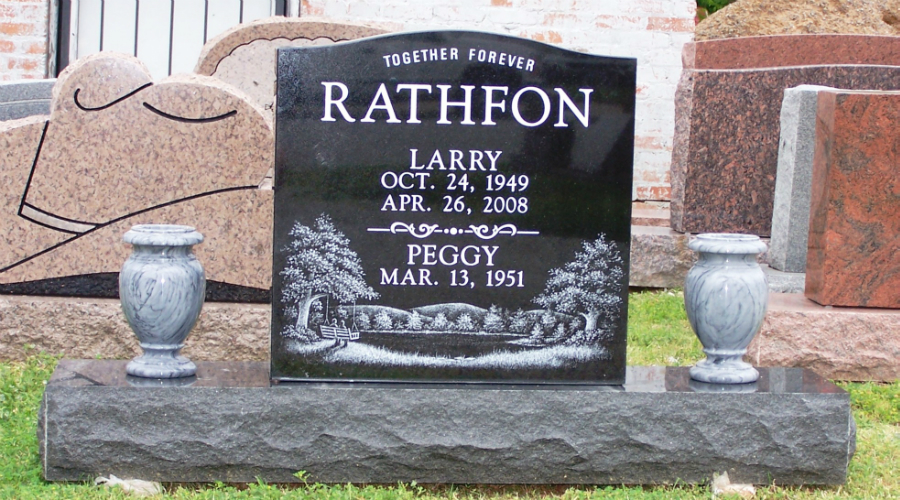 TOGETHER FOREVER
RATHFON
LARRY
OCT. 24, 1949
APR. 26, 2008
PEGGY
MAR. 13, 1951